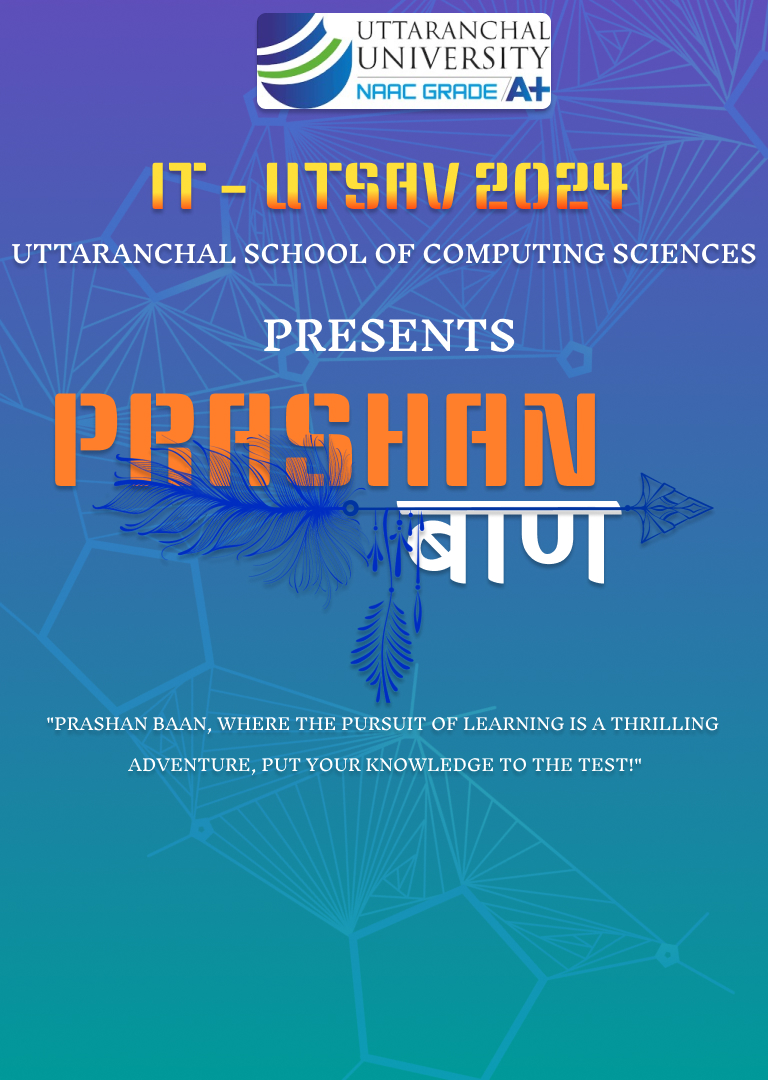 UTTARANCHAL
UNIVERSITY
NAAC GRADE A+
IT - UTSAV 2024
UTTARANCHAL SCHOOL OF COMPUTING SCIENCES
PRESENTS
PRASHAN
बाण
"PRASHAN BAAN, WHERE THE PURSUIT OF LEARNING IS A THRILLING
ADVENTURE, PUT YOUR KNOWLEDGE TO THE TEST!"